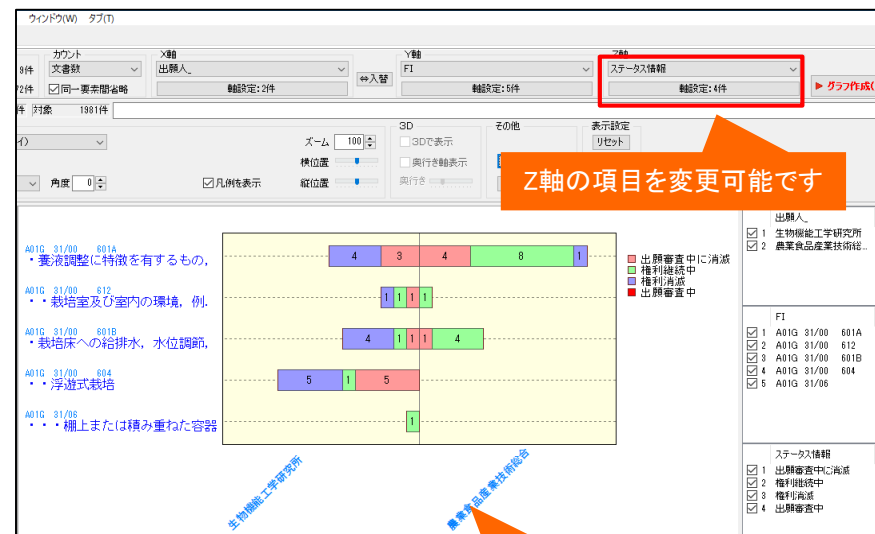 ウィンドウ(W) タブ(T)
カウント X軸 Y軸 Z軸
9件 文書数 出願人_ ⇔入替 FI ステータス情報
72件 ☑同一要素間省略 軸設定:2件 軸設定:5件 軸設定:4件 ▶ グラフ作成(
件 対象 1981件
3D その他 表示設定
ズーム 100 □3Dで表示 リセット
横位置 □奥行き軸表示
角度 0 ☑凡例を表示 縦位置 奥行き
Z軸の項目を変更可能です
A01G 31/00 601A
・養液調整に特徴を有するもの,
4 3 4 8 1
A01G 31/00 612
・・栽培室及び室内の環境,例.
1 1 1 1
A01G 31/00 601B
・栽培床への給排水,水位調節,
4 1 1 1 4
A01G 31/00 604
・・浮遊式栽培
5 1 5
A01G 31/06
・・・棚上または積み重ねた容器
1
生物機能工学研究所
農業食品産業技術総合
出願審査中に消滅
権利継続中
権利消滅
出願審査中
出願人_
☑ 1 生物機能工学研究所
☑ 2 農業食品産業技術総..
FI
☑ 1 A01G 31/00 601A
☑ 2 A01G 31/00 612
☑ 3 A01G 31/00 601B
☑ 4 A01G 31/00 604
☑ 5 A01G 31/06
ステータス情報
☑ 1 出願審査中に消滅
☑ 2 権利継続中
☑ 3 権利消滅
☑ 4 出願審査中